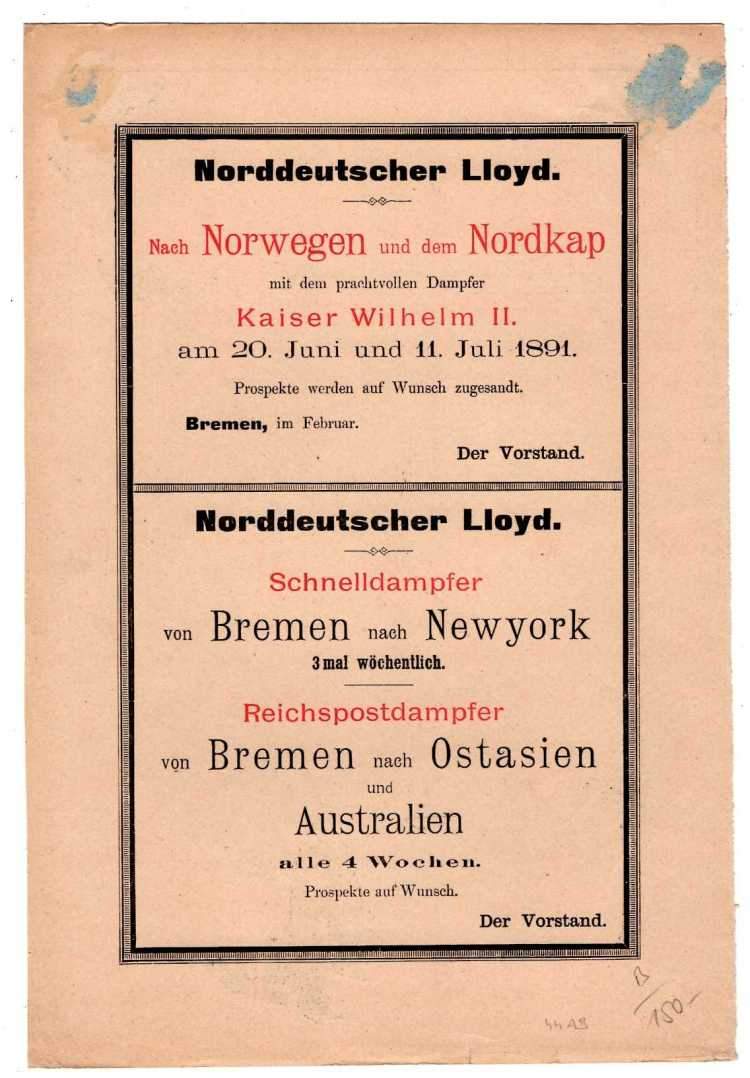 Norddeutscher Lloyd.
Nach Norwegen und dem Nordkap
mit dem prachtvollen Dampfer
Kaiser Wilhelm II.
am 20. Juni und 11. Juli 1891.
Prospekte werden auf Wunsch zugesandt.
Bremen, im Februar.
Der Vorstand.
Norddeutscher Lloyd.
Schnelldampfer
von Bremen nach Newyork
3 mal wöchentlich.
Reichspostdampfer
von Bremen nach Ostasien
und
Australien
alle 4 Wochen.
Prospekte auf Wunsch.
Der Vorstand.
B
150-